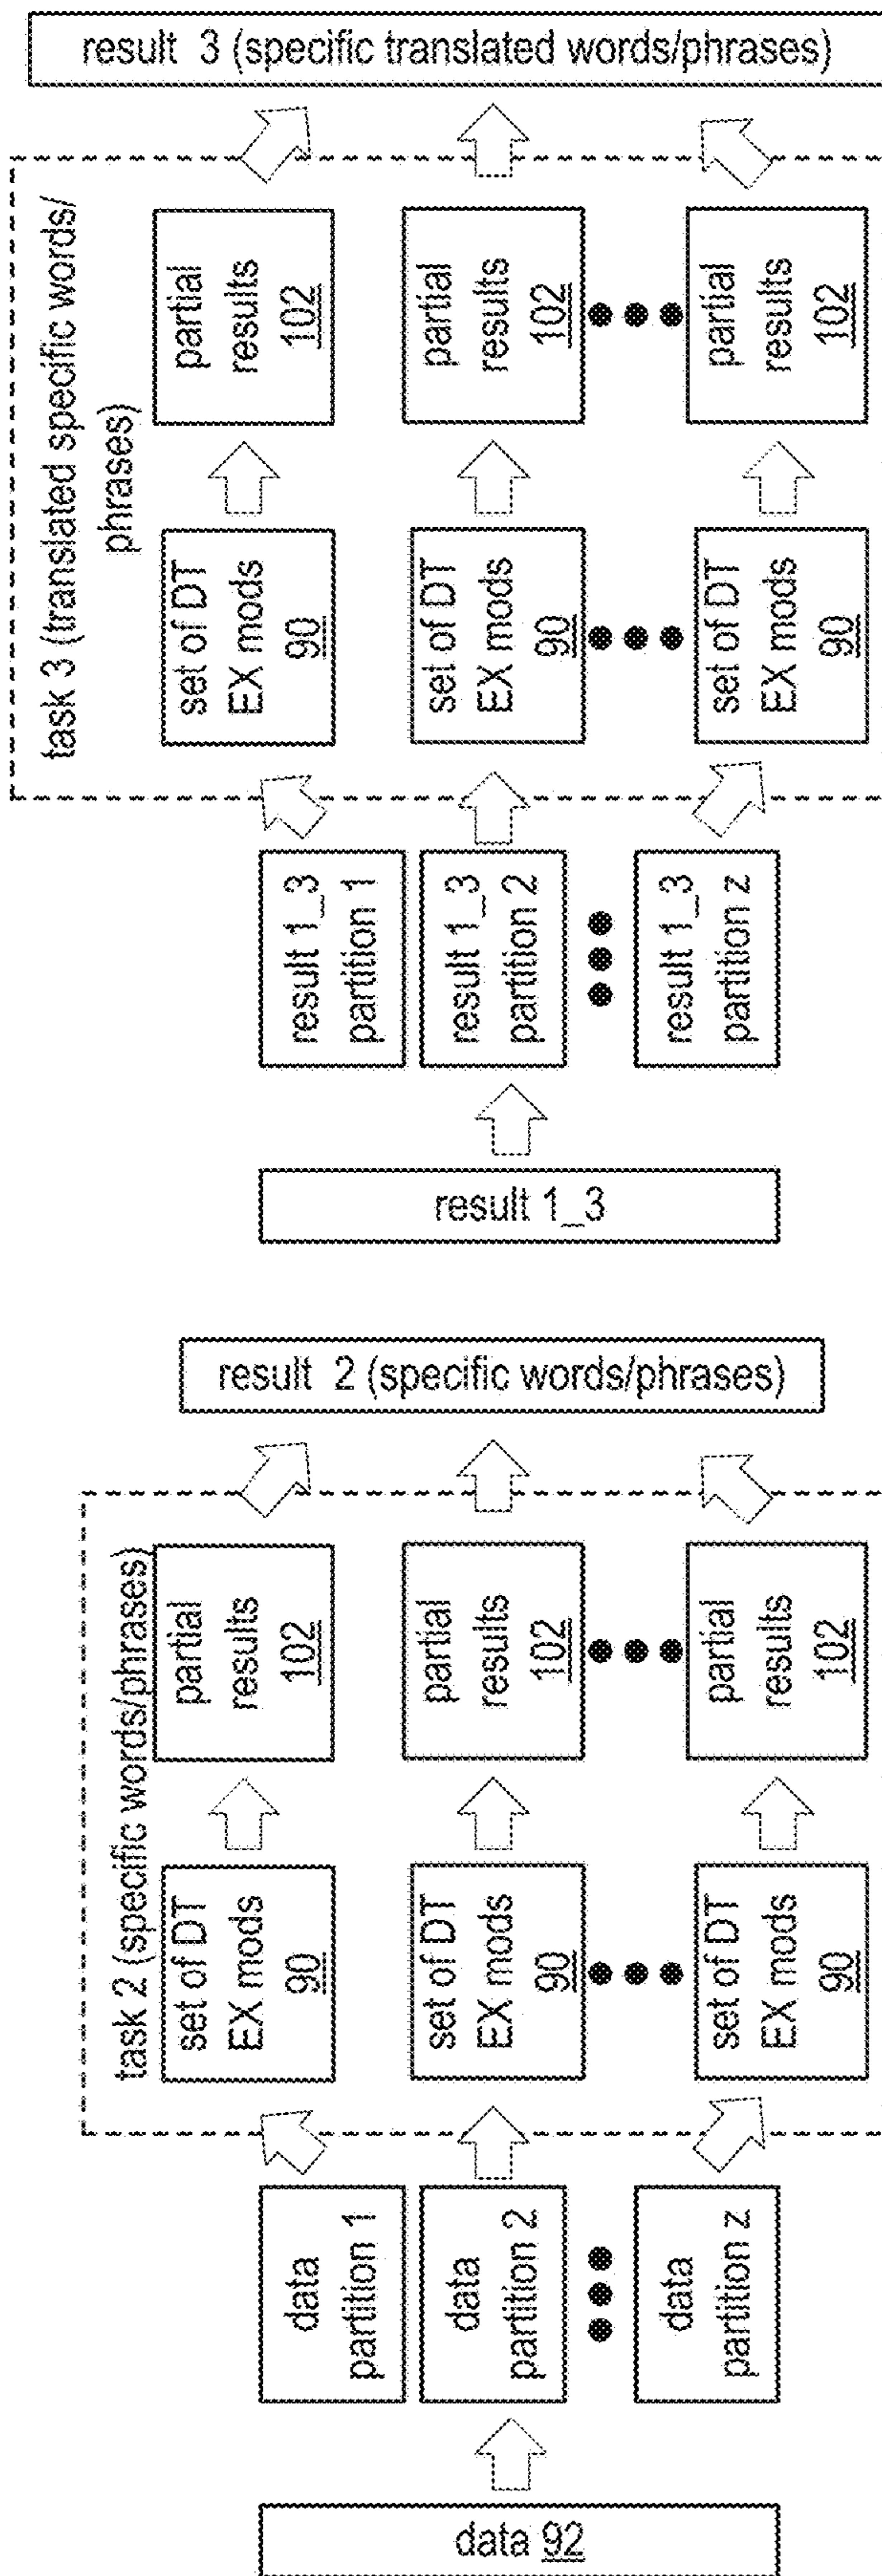 data 92
data
partition 1
data
partition 2
data
partition z
task 2 (specific words/phrases)
set of DT
EX mods
90
set of DT
EX mods
90
set of DT
EX mods
90
partial
results
102
partial
results
102
partial
results
102
result 2 (specific words/phrases)
result 1_3
result 1_3
partition 1
result 1_3
partition 2
result 1_3
partition z
task 3 (translated specific words/
phrases)
set of DT
EX mods
90
set of DT
EX mods
90
set of DT
EX mods
90
partial
results
102
partial
results
102
partial
results
102
result 3 (specific translated words/phrases)